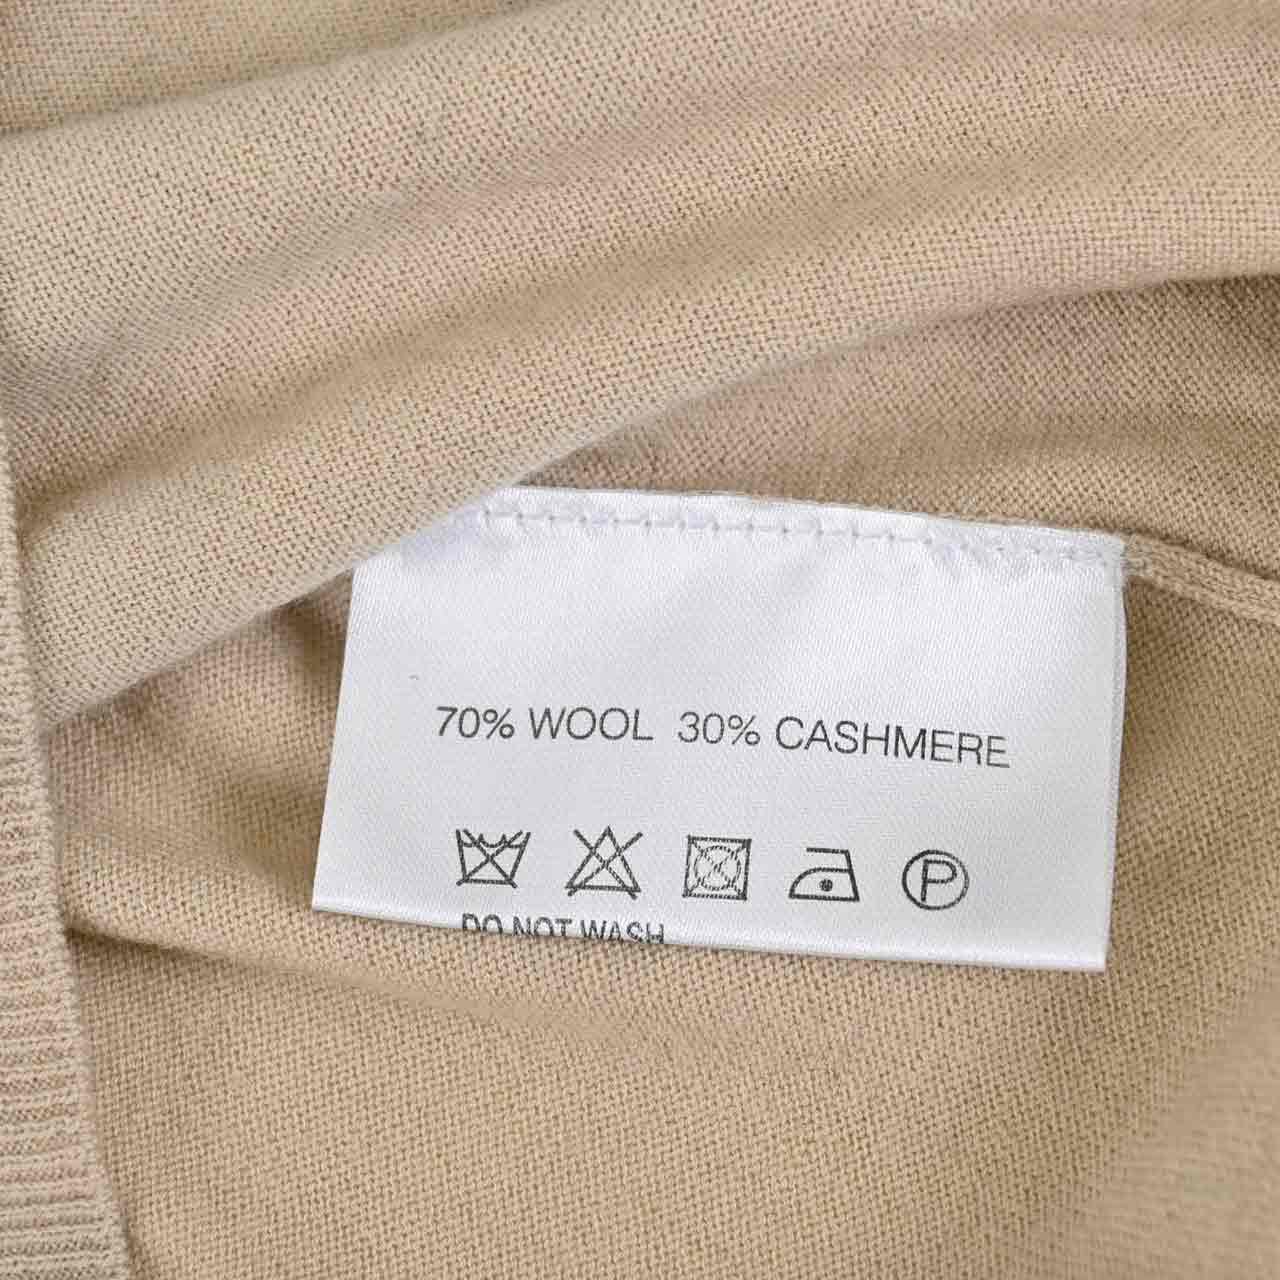 70% WOOL 30% CASHMERE
P
DO NOT WASH